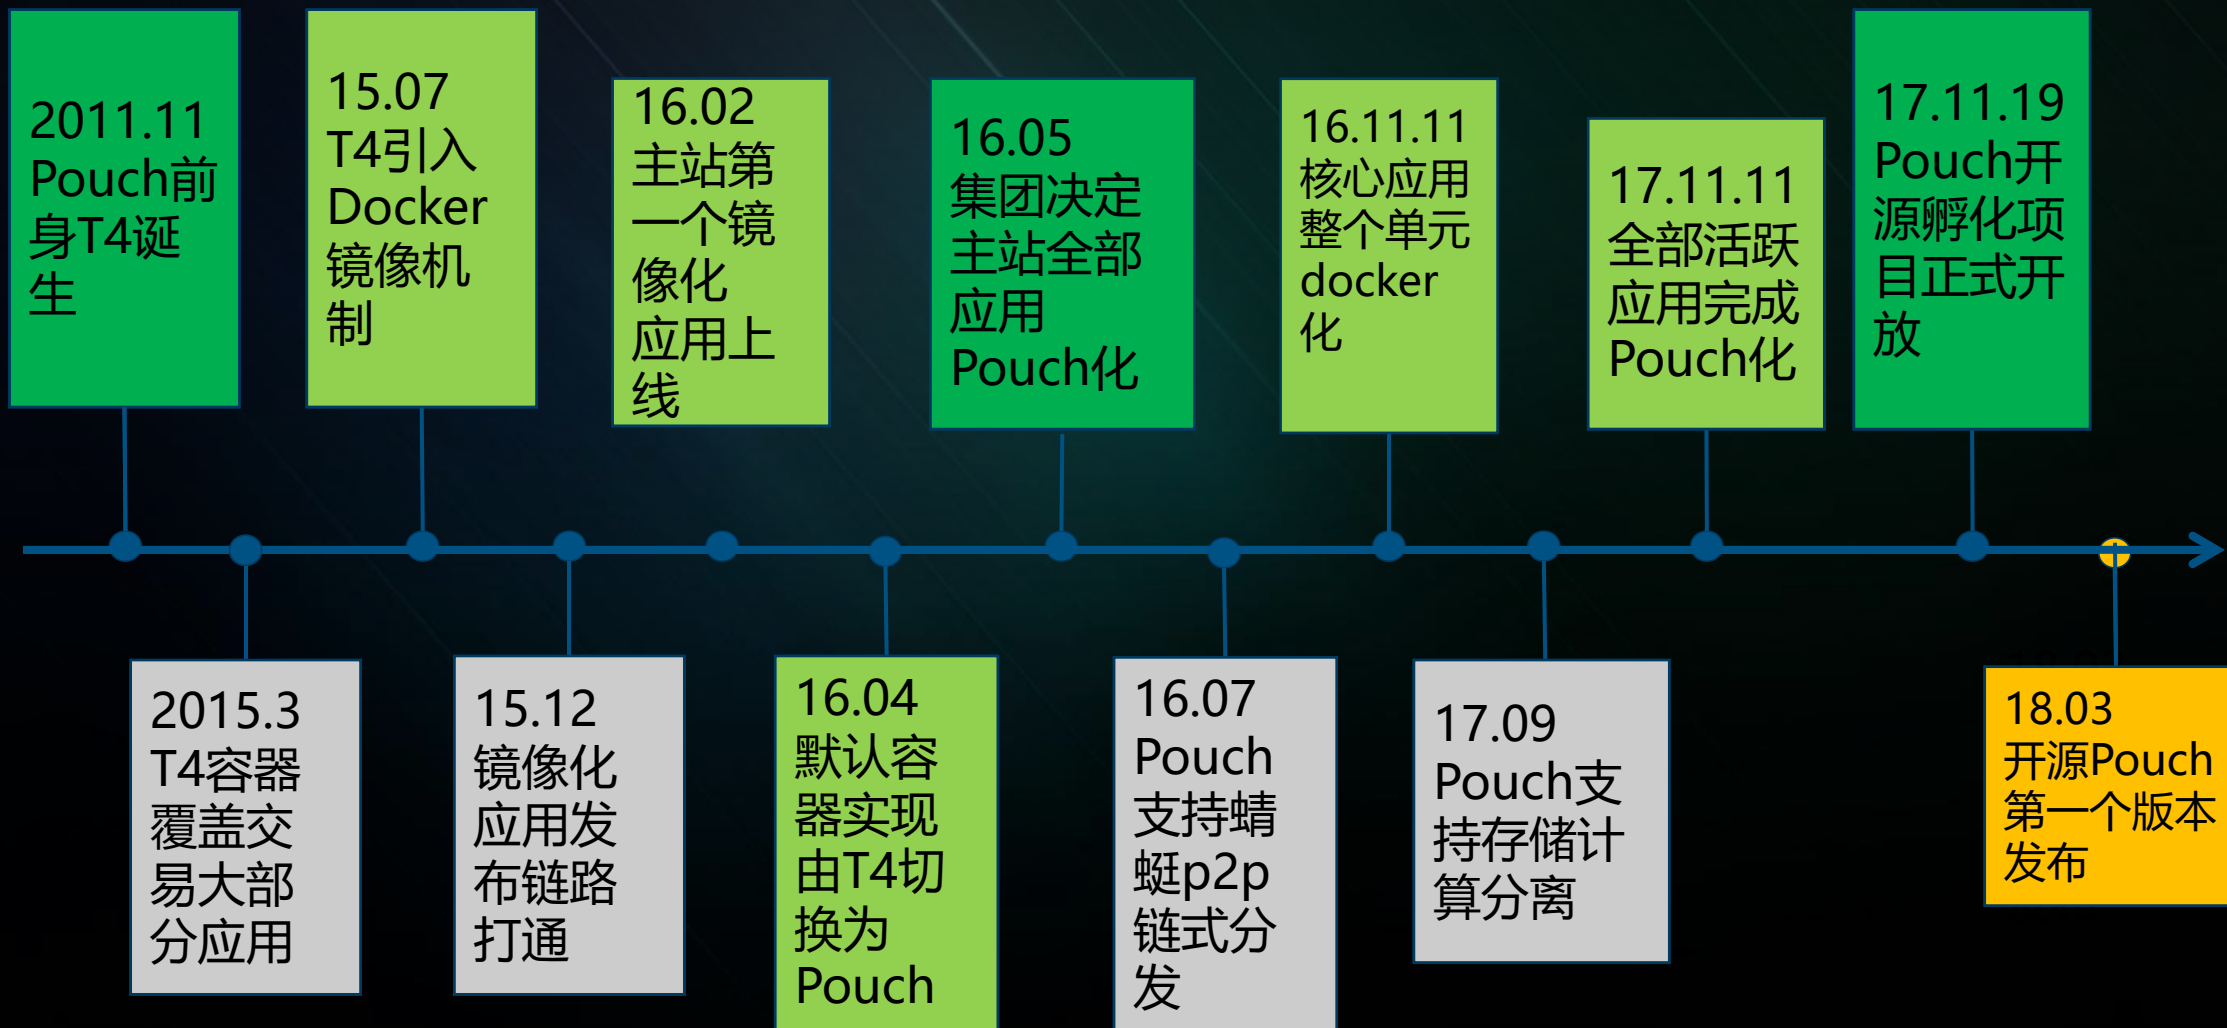 2011.11
Pouch前
身T4诞
生
15.07
T4引入
Docker
镜像机
制
16.02
主站第
一个镜
像化
应用上
线
16.05
集团决定
主站全部
应用
Pouch化
16.11.11
核心应用
整个单元
docker
化
17.11.11
全部活跃
应用完成
Pouch化
17.11.19
Pouch开
源孵化项
目正式开
放
2015.3
T4容器
覆盖交
易大部
分应用
15.12
镜像化
应用发
布链路
打通
16.04
默认容
器实现
由T4切
换为
Pouch
16.07
Pouch
支持蜻
蜓p2p
链式分
发
17.09
Pouch支
持存储计
算分离
18.03
开源Pouch
第一个版本
发布